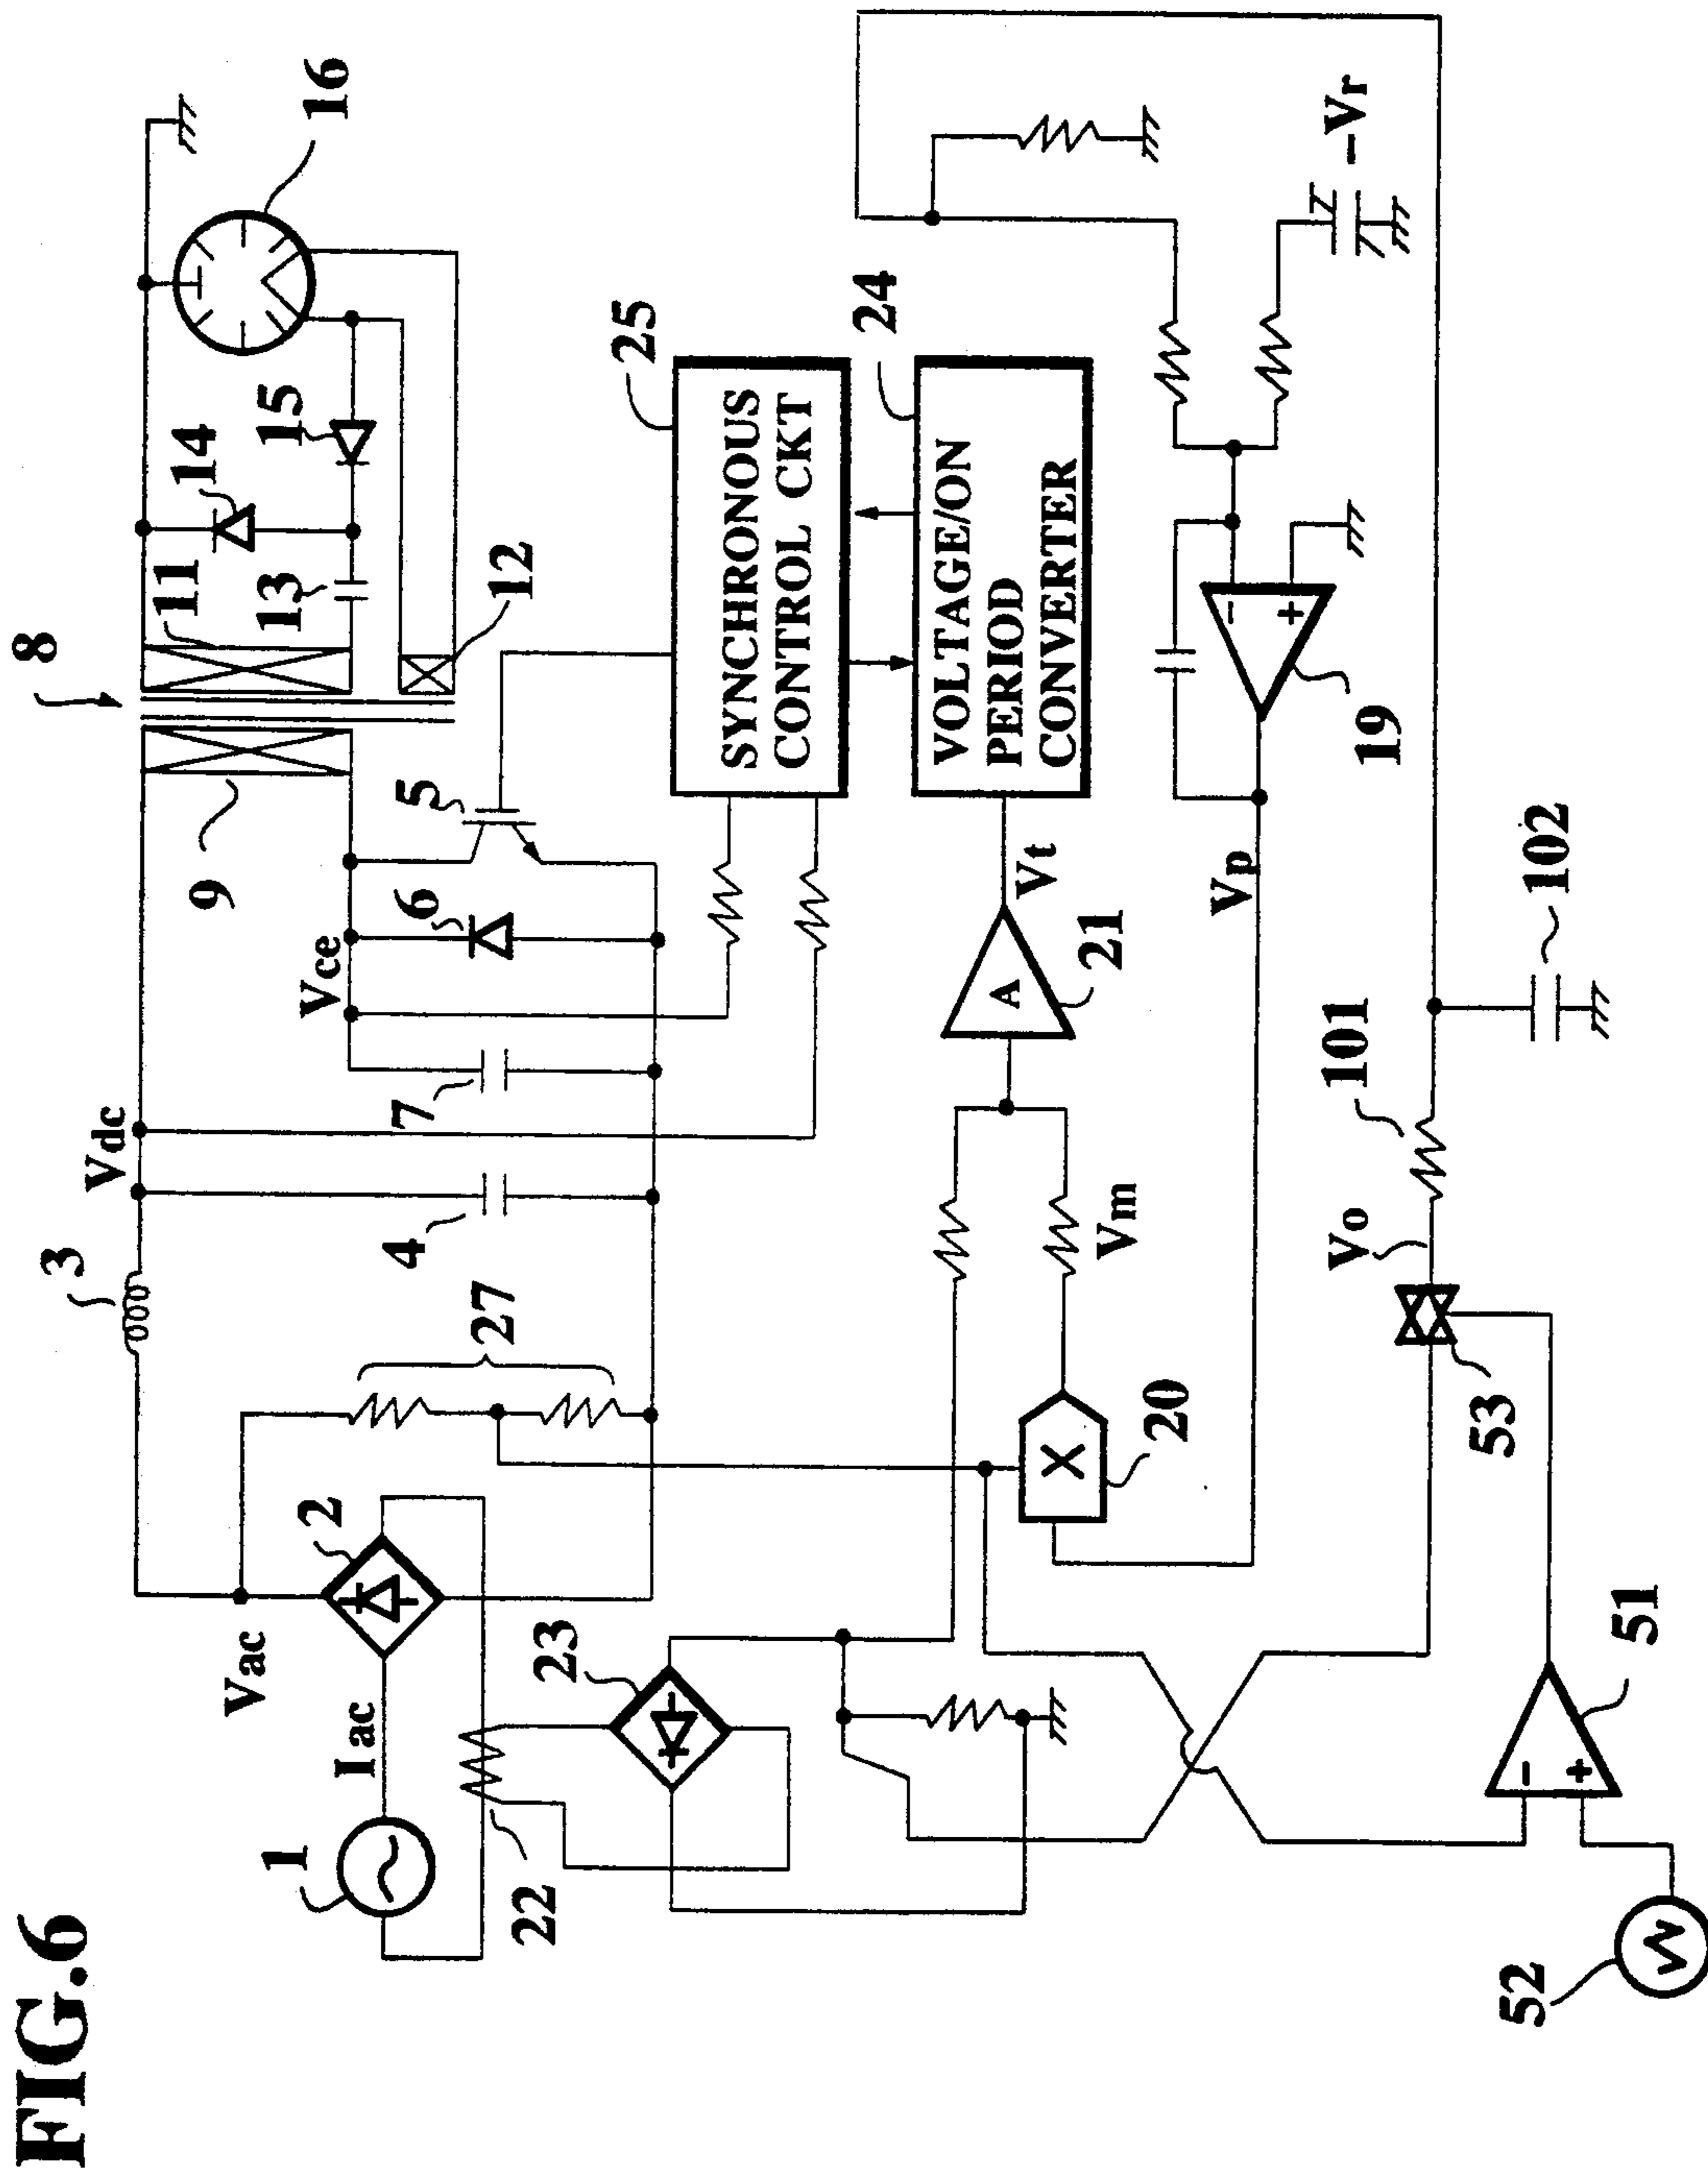 FIG.6
8
11
14
15
16
13
12
9
5
6
7
Vce
Vdc
3
4
27
2
Vac
Iac
1
22
23
25
SYNCHRONOUS
CONTROL CKT
24
VOLTAGE/ON
PERIOD
CONVERTER
Vt
A
21
Vm
X
20
Vp
19
-
+
-Vr
102
101
Vo
53
51
-
+
52